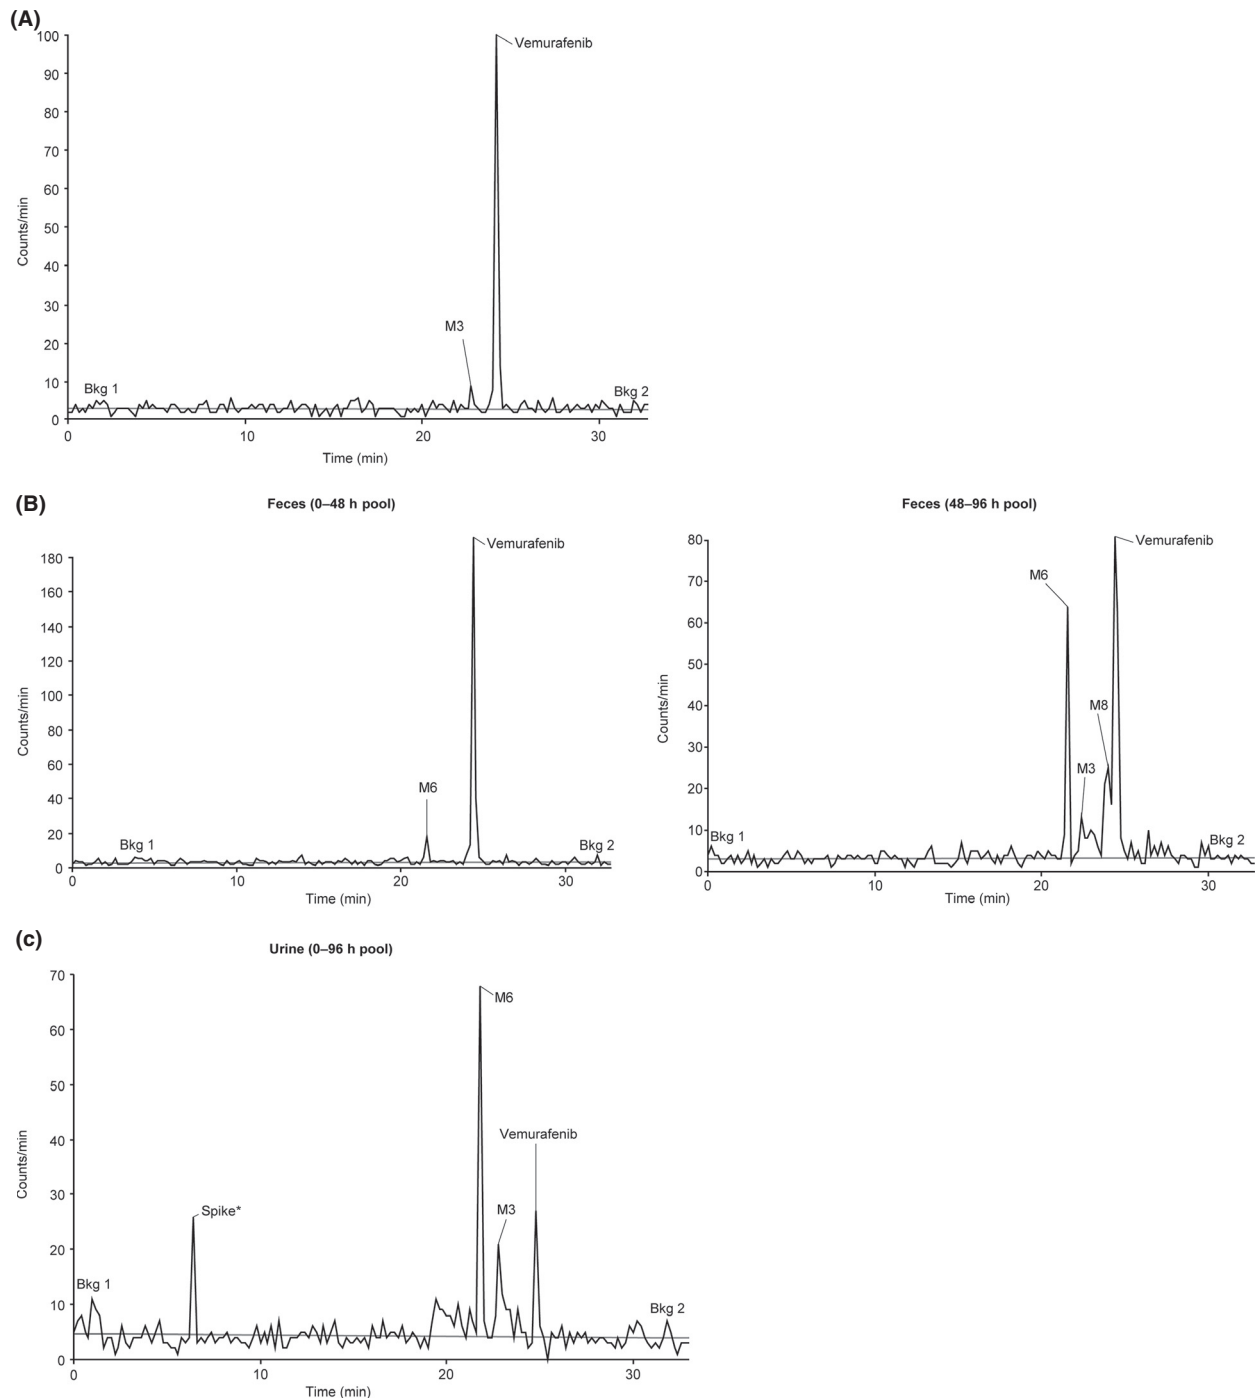 (A)
100
90
80
70
60
50
40
30
20
10
0
Counts/min
Vemurafenib
M3
Bkg 1
Bkg 2
0 10 20 30
Time (min)
(B)
Feces (0–48 h pool)
180
160
140
120
100
80
60
40
20
0
Counts/min
Vemurafenib
M6
Bkg 1
Bkg 2
0 10 20 30
Time (min)
Feces (48–96 h pool)
80
70
60
50
40
30
20
10
0
Counts/min
Vemurafenib
M6
M8
M3
Bkg 1
Bkg 2
0 10 20 30
Time (min)
(c)
Urine (0–96 h pool)
70
60
50
40
30
20
10
0
Counts/min
M6
Vemurafenib
Spike*
M3
Bkg 1
Bkg 2
0 10 20 30
Time (min)